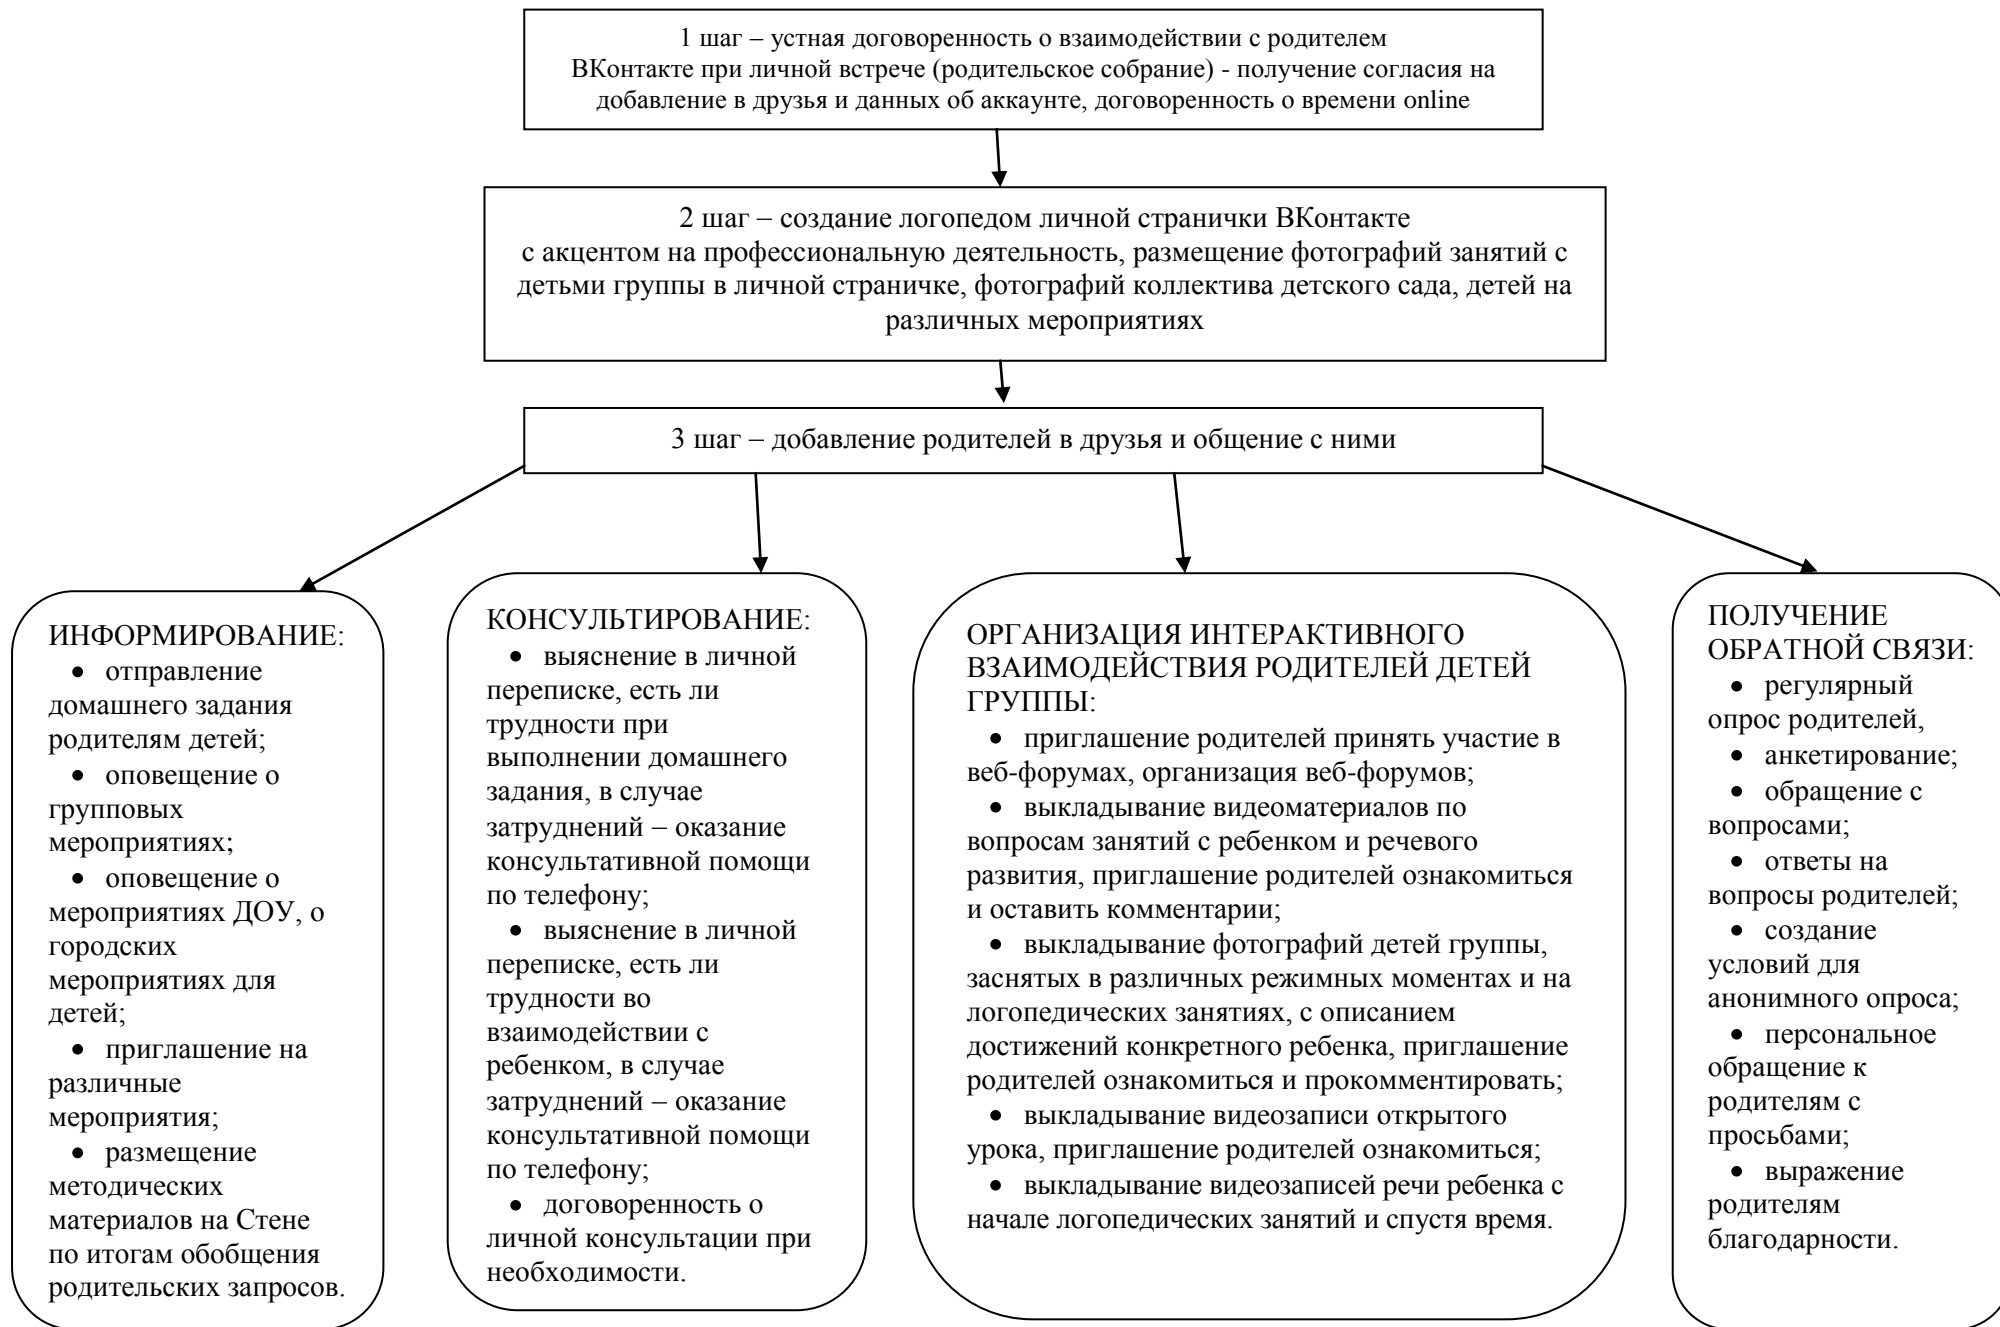 1 шаг – устная договоренность о взаимодействии с родителем
ВКонтакте при личной встрече (родительское собрание) - получение согласия на
добавление в друзья и данных об аккаунте, договоренность о времени online
2 шаг – создание логопедом личной странички ВКонтакте
с акцентом на профессиональную деятельность, размещение фотографий занятий с
детьми группы в личной страничке, фотографий коллектива детского сада, детей на
различных мероприятиях
3 шаг – добавление родителей в друзья и общение с ними
ИНФОРМИРОВАНИЕ:
• отправление
домашнего задания
родителям детей;
• оповещение о
групповых
мероприятиях;
• оповещение о
мероприятиях ДОУ, о
городских
мероприятиях для
детей;
• приглашение на
различные
мероприятия;
• размещение
методических
материалов на Стене
по итогам обобщения
родительских запросов.
КОНСУЛЬТИРОВАНИЕ:
• выяснение в личной
переписке, есть ли
трудности при
выполнении домашнего
задания, в случае
затруднений – оказание
консультативной помощи
по телефону;
• выяснение в личной
переписке, есть ли
трудности во
взаимодействии с
ребенком, в случае
затруднений – оказание
консультативной помощи
по телефону;
• договоренность о
личной консультации при
необходимости.
ОРГАНИЗАЦИЯ ИНТЕРАКТИВНОГО
ВЗАИМОДЕЙСТВИЯ РОДИТЕЛЕЙ ДЕТЕЙ
ГРУППЫ:
• приглашение родителей принять участие в
веб-форумах, организация веб-форумов;
• выкладывание видеоматериалов по
вопросам занятий с ребенком и речевого
развития, приглашение родителей ознакомиться
и оставить комментарии;
• выкладывание фотографий детей группы,
заснятых в различных режимных моментах и на
логопедических занятиях, с описанием
достижений конкретного ребенка, приглашение
родителей ознакомиться и прокомментировать;
• выкладывание видеозаписи открытого
урока, приглашение родителей ознакомиться;
• выкладывание видеозаписей речи ребенка с
начале логопедических занятий и спустя время.
ПОЛУЧЕНИЕ
ОБРАТНОЙ СВЯЗИ:
• регулярный
опрос родителей,
• анкетирование;
• обращение с
вопросами;
• ответы на
вопросы родителей;
• создание
условий для
анонимного опроса;
• персональное
обращение к
родителям с
просьбами;
• выражение
родителям
благодарности.